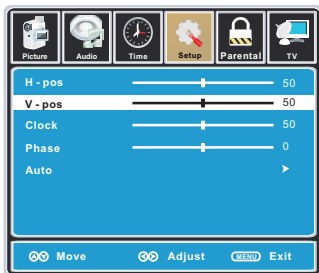 Picture Audio Time Setup Parental TV
H - pos 50
V - pos 50
Clock 50
Phase 0
Auto
Move Adjust MENU Exit